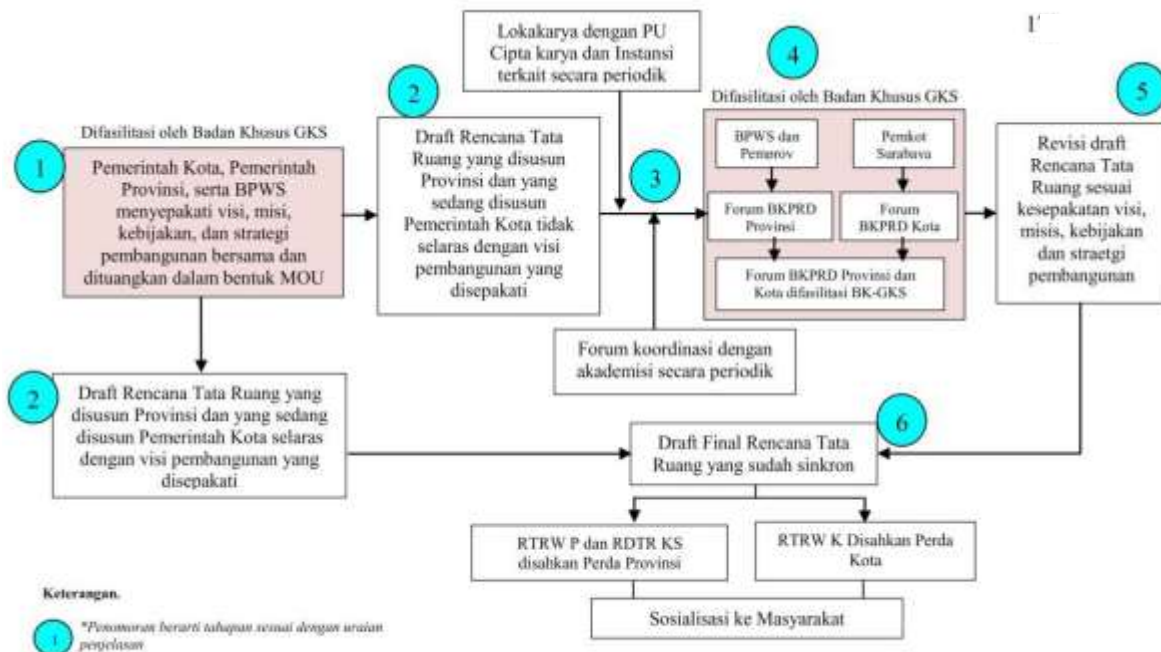 1
Lokakarya dengan PU
Cipta karya dan Instansi
terkait secara periodik
4
Difasilitasi oleh Badan Khusus GKS
5
2
Difasilitasi oleh Badan Khusus GKS
1
Pemerintah Kota, Pemerintah
Provinsi, serta BPWS
menyepakati visi, misi,
kebijakan, dan strategi
pembangunan bersama dan
dituangkan dalam bentuk MOU
Draft Rencana Tata
Ruang yang disusun
Provinsi dan yang
sedang disusun
Pemerintah Kota tidak
selaras dengan visi
pembangunan yang
disepakati
3
BPWS dan
Pemprov
Pemkot
Surabaya
Forum BKPRD
Provinsi
Forum
BKPRD Kota
Forum BKPRD Provinsi dan
Kota difasilitasi BK-GKS
Revisi draft
Rencana Tata
Ruang sesuai
kesepakatan visi,
misis, kebijakan
dan straetgi
pembangunan
Forum koordinasi dengan
akademisi secara periodik
2
Draft Rencana Tata Ruang yang
disusun Provinsi dan yang sedang
disusun Pemerintah Kota selaras
dengan visi pembangunan yang
disepakati
6
Draft Final Rencana Tata
Ruang yang sudah sinkron
RTRW P dan RDTR KS
disahkan Perda Provinsi
RTRW K Disahkan Perda
Kota
Sosialisasi ke Masyarakat
Keterangan.
1
*Penomoran berarti tahapan sesuai dengan uraian
penjelasan